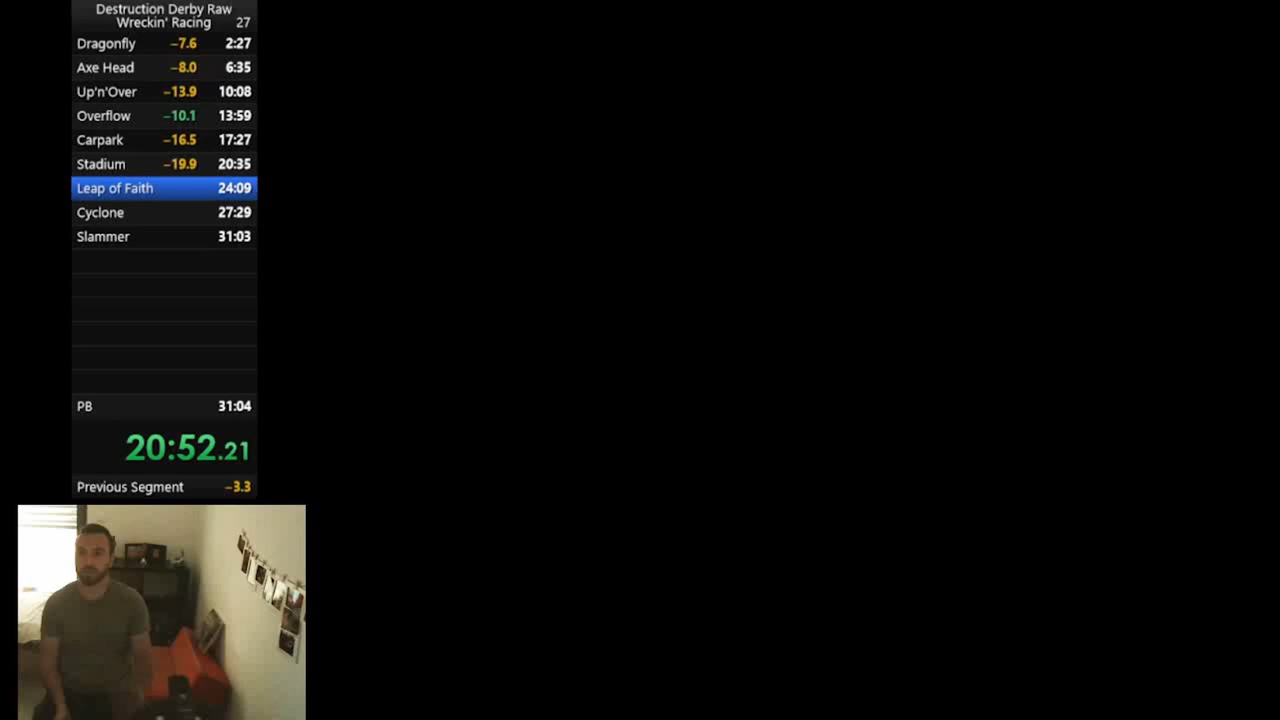 Destruction Derby Raw
Wreckin' Racing 27
Dragonfly −7.6 2:27
Axe Head −8.0 6:35
Up'n'Over −13.9 10:08
Overflow −10.1 13:59
Carpark −16.5 17:27
Stadium −19.9 20:35
Leap of Faith 24:09
Cyclone 27:29
Slammer 31:03
PB 31:04
20:52.21
Previous Segment −3.3